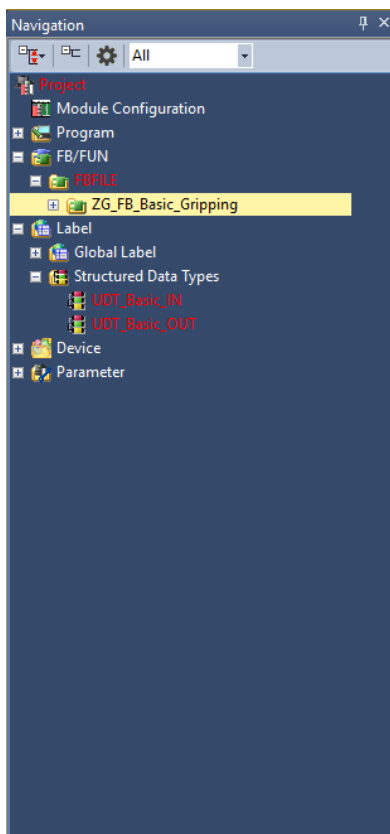 Navigation
All
Project
Module Configuration
Program
FB/FUN
FBFILE
ZG_FB_Basic_Gripping
Label
Global Label
Structured Data Types
UDT_Basic_IN
UDT_Basic_OUT
Device
Parameter